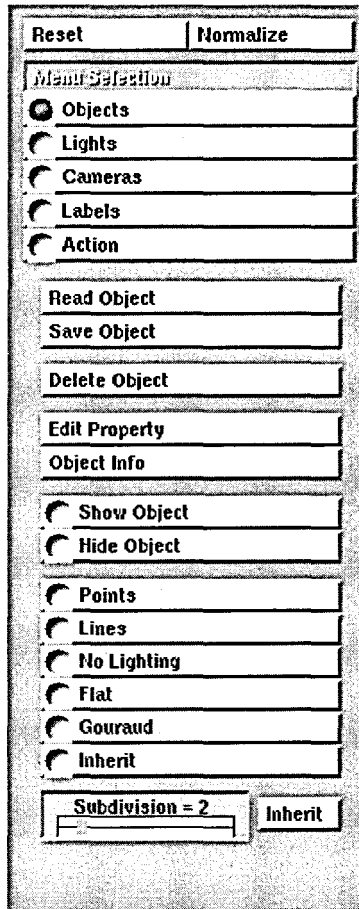 Reset Normalize
Menu Selection
Objects
Lights
Cameras
Labels
Action
Read Object
Save Object
Delete Object
Edit Property
Object Info
Show Object
Hide Object
Points
Lines
No Lighting
Flat
Gouraud
Inherit
Subdivision = 2 Inherit